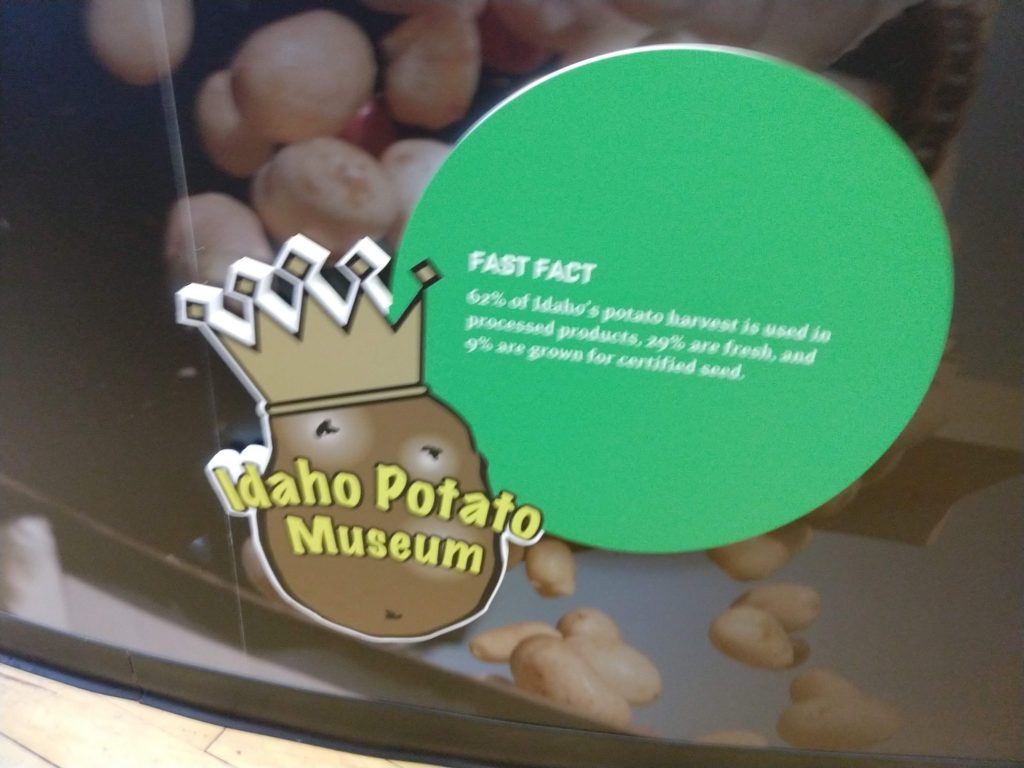 FAST FACT
62% of Idaho's potato harvest is used in
processed products, 29% are fresh, and
9% are grown for certified seed.
Idaho Potato
Museum